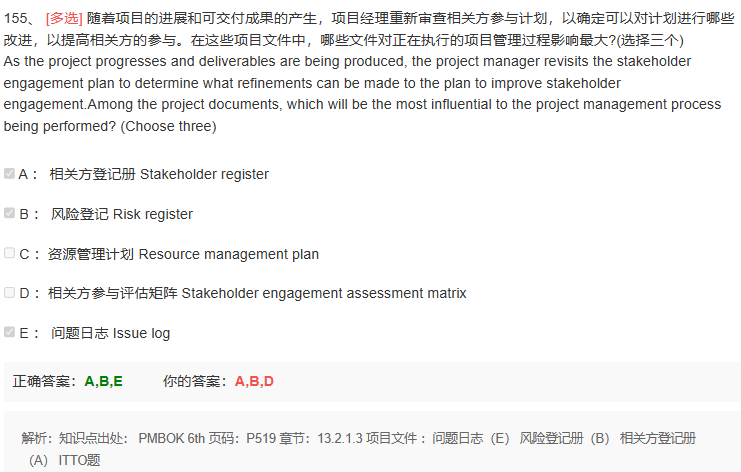 155、 [多选] 随着项目的进展和可交付成果的产生，项目经理重新审查相关方参与计划，以确定可以对计划进行哪些
改进，以提高相关方的参与。在这些项目文件中，哪些文件对正在执行的项目管理过程影响最大?(选择三个)
As the project progresses and deliverables are being produced, the project manager revisits the stakeholder
engagement plan to determine what refinements can be made to the plan to improve stakeholder
engagement.Among the project documents, which will be the most influential to the project management process
being performed? (Choose three)
A： 相关方登记册 Stakeholder register
B： 风险登记 Risk register
C：资源管理计划 Resource management plan
D：相关方参与评估矩阵 Stakeholder engagement assessment matrix
E： 问题日志 Issue log
正确答案：A,B,E 你的答案：A,B,D
解析：知识点出处： PMBOK 6th 页码：P519 章节：13.2.1.3 项目文件 ：问题日志（E） 风险登记册（B） 相关方登记册
（A） ITTO题